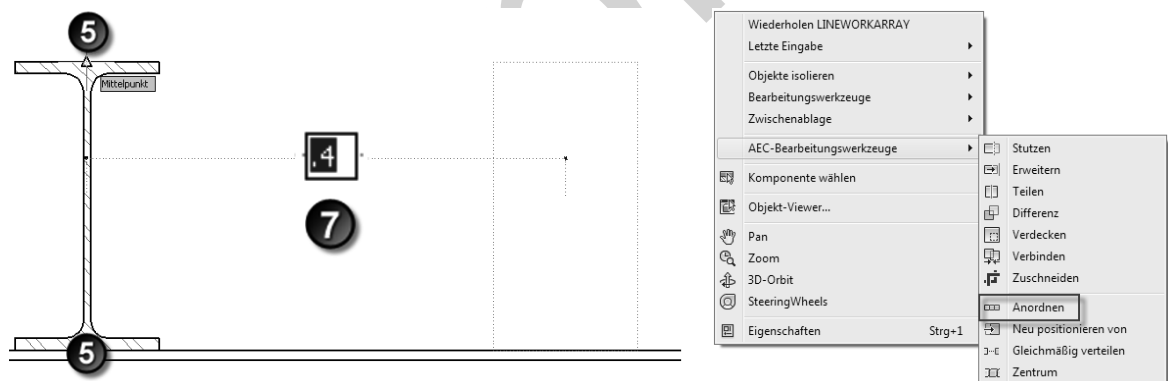 5
Mittelpunkt
.4
7
5
Wiederholen LINEWORKARRAY
Letzte Eingabe
Objekte isolieren
Bearbeitungswerkzeuge
Zwischenablage
AEC-Bearbeitungswerkzeuge
Komponente wählen
Objekt-Viewer...
Pan
Zoom
3D-Orbit
SteeringWheels
Eigenschaften Strg+1
Stutzen
Erweitern
Teilen
Differenz
Verdecken
Verbinden
Zuschneiden
Anordnen
Neu positionieren von
Gleichmäßig verteilen
Zentrum